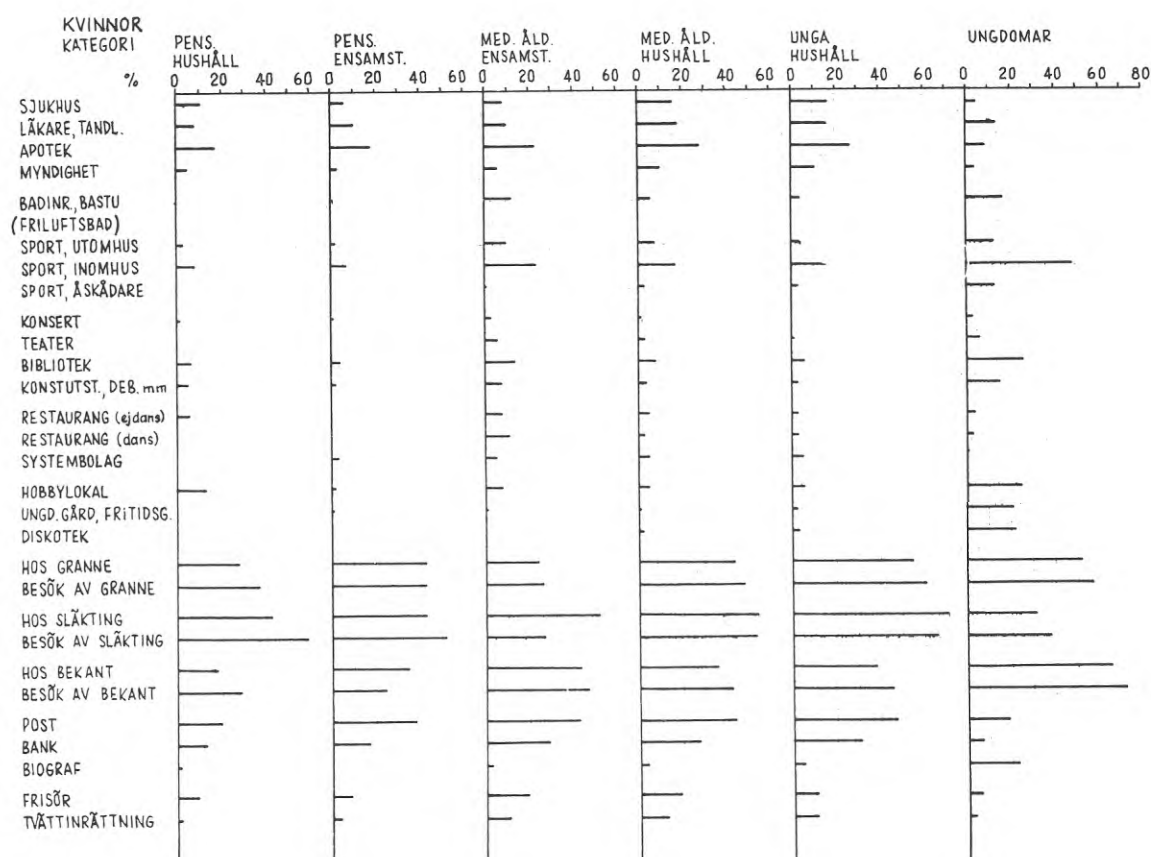 KVINNOR
KATEGORI
PENS.
HUSHÅLL
PENS.
ENSAMST.
MED. ÅLD.
ENSAMST.
MED. ÅLD.
HUSHÅLL
UNGA
HUSHÅLL
UNGDOMAR
%
0 20 40 60
0 20 40 60
0 20 40 60
0 20 40 60
0 20 40 60
0 20 40 60 80
SJUKHUS
LÄKARE, TANDL.
APOTEK
MYNDIGHET
BADINR., BASTU
(FRILUFTSBAD)
SPORT, UTOMHUS
SPORT, INOMHUS
SPORT, ÅSKÅDARE
KONSERT
TEATER
BIBLIOTEK
KONSTUTST., DEB. mm
RESTAURANG (ejdans)
RESTAURANG (dans)
SYSTEMBOLAG
HOBBYLOKAL
UNGD. GÅRD, FRITIDSG.
DISKOTEK
HOS GRANNE
BESÖK AV GRANNE
HOS SLÄKTING
BESÖK AV SLÄKTING
HOS BEKANT
BESÖK AV BEKANT
POST
BANK
BIOGRAF
FRISÖR
TVÄTTINRÄTTNING